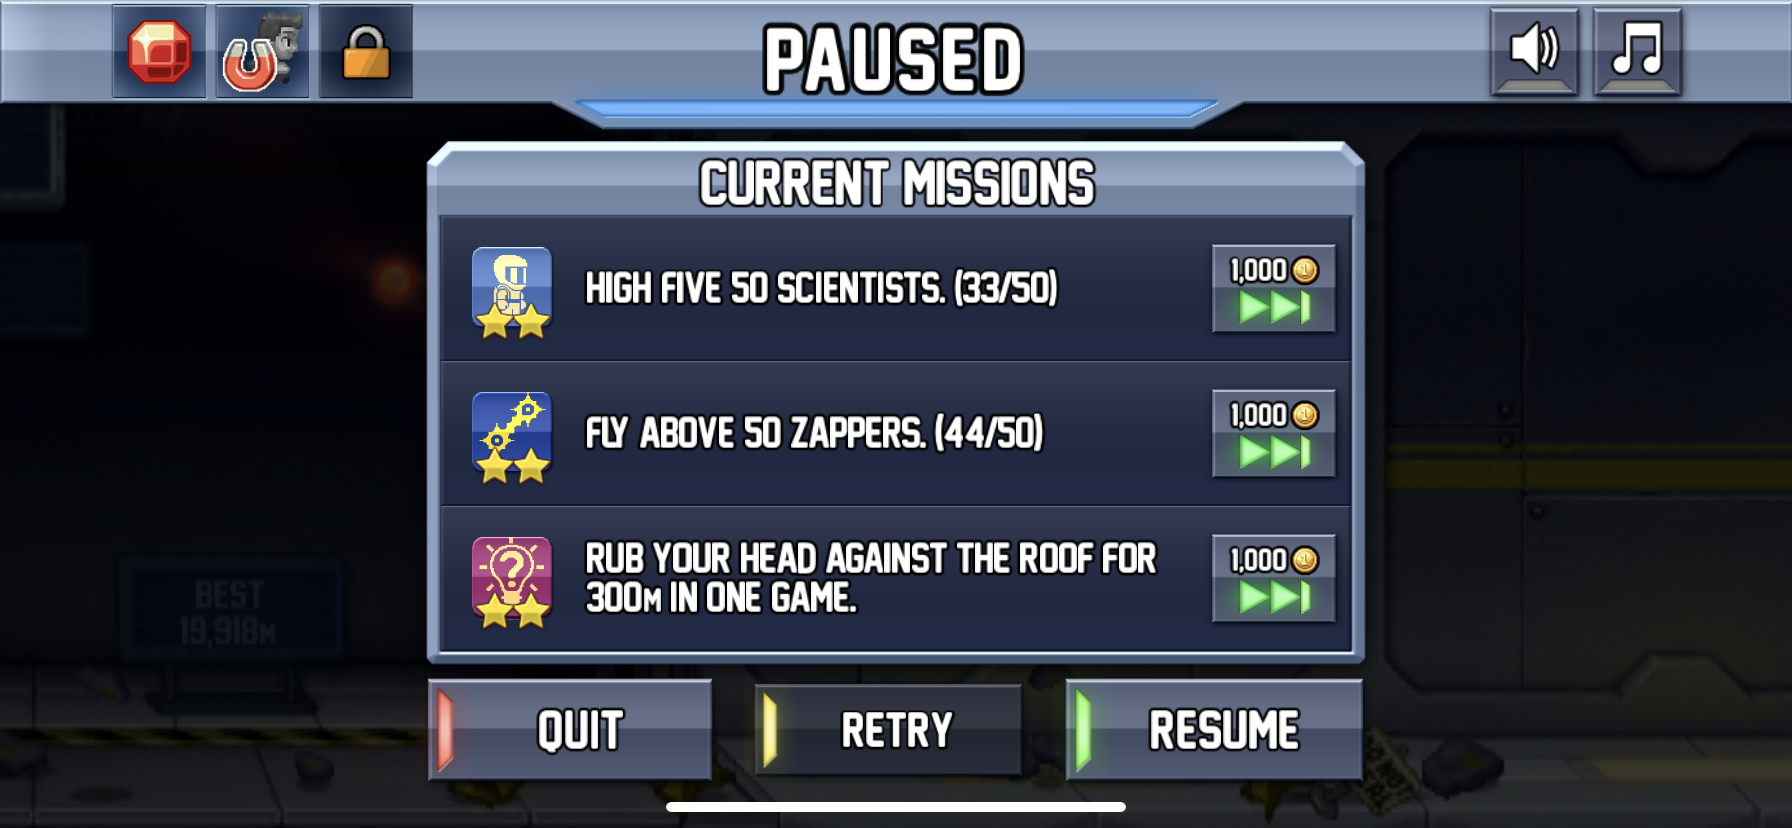 PAUSED
CURRENT MISSIONS
HIGH FIVE 50 SCIENTISTS. (33/50)
1,000
FLY ABOVE 50 ZAPPERS. (44/50)
1,000
RUB YOUR HEAD AGAINST THE ROOF FOR
300M IN ONE GAME.
1,000
BEST
19,918M
QUIT
RETRY
RESUME